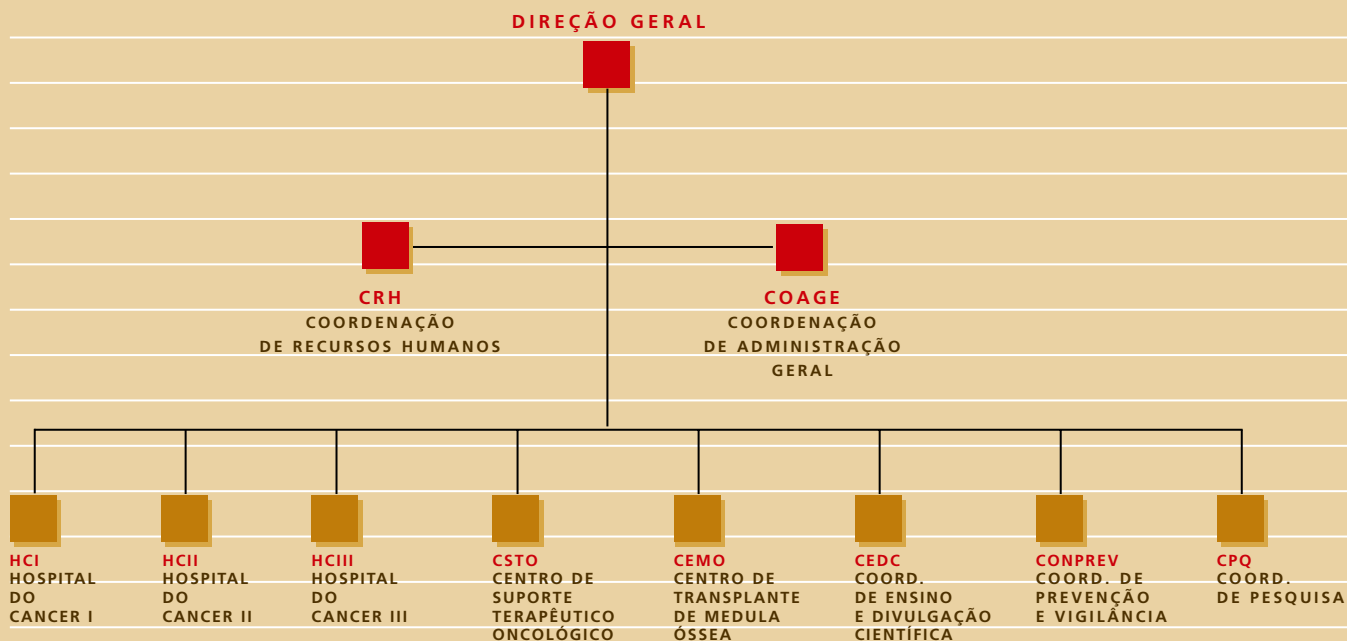 DIREÇÃO GERAL
CRH
COORDENAÇÃO
DE RECURSOS HUMANOS
COAGE
COORDENAÇÃO
DE ADMINISTRAÇÃO
GERAL
HCI
HOSPITAL
DO
CANCER I
HCII
HOSPITAL
DO
CANCER II
HCIII
HOSPITAL
DO
CANCER III
CSTO
CENTRO DE
SUPORTE
TERAPÊUTICO
ONCOLÓGICO
CEMO
CENTRO DE
TRANSPLANTE
DE MEDULA
ÓSSEA
CEDC
COORD.
DE ENSINO
E DIVULGAÇÃO
CIENTÍFICA
CONPREV
COORD. DE
PREVENÇÃO
E VIGILÂNCIA
CPQ
COORD.
DE PESQUISA